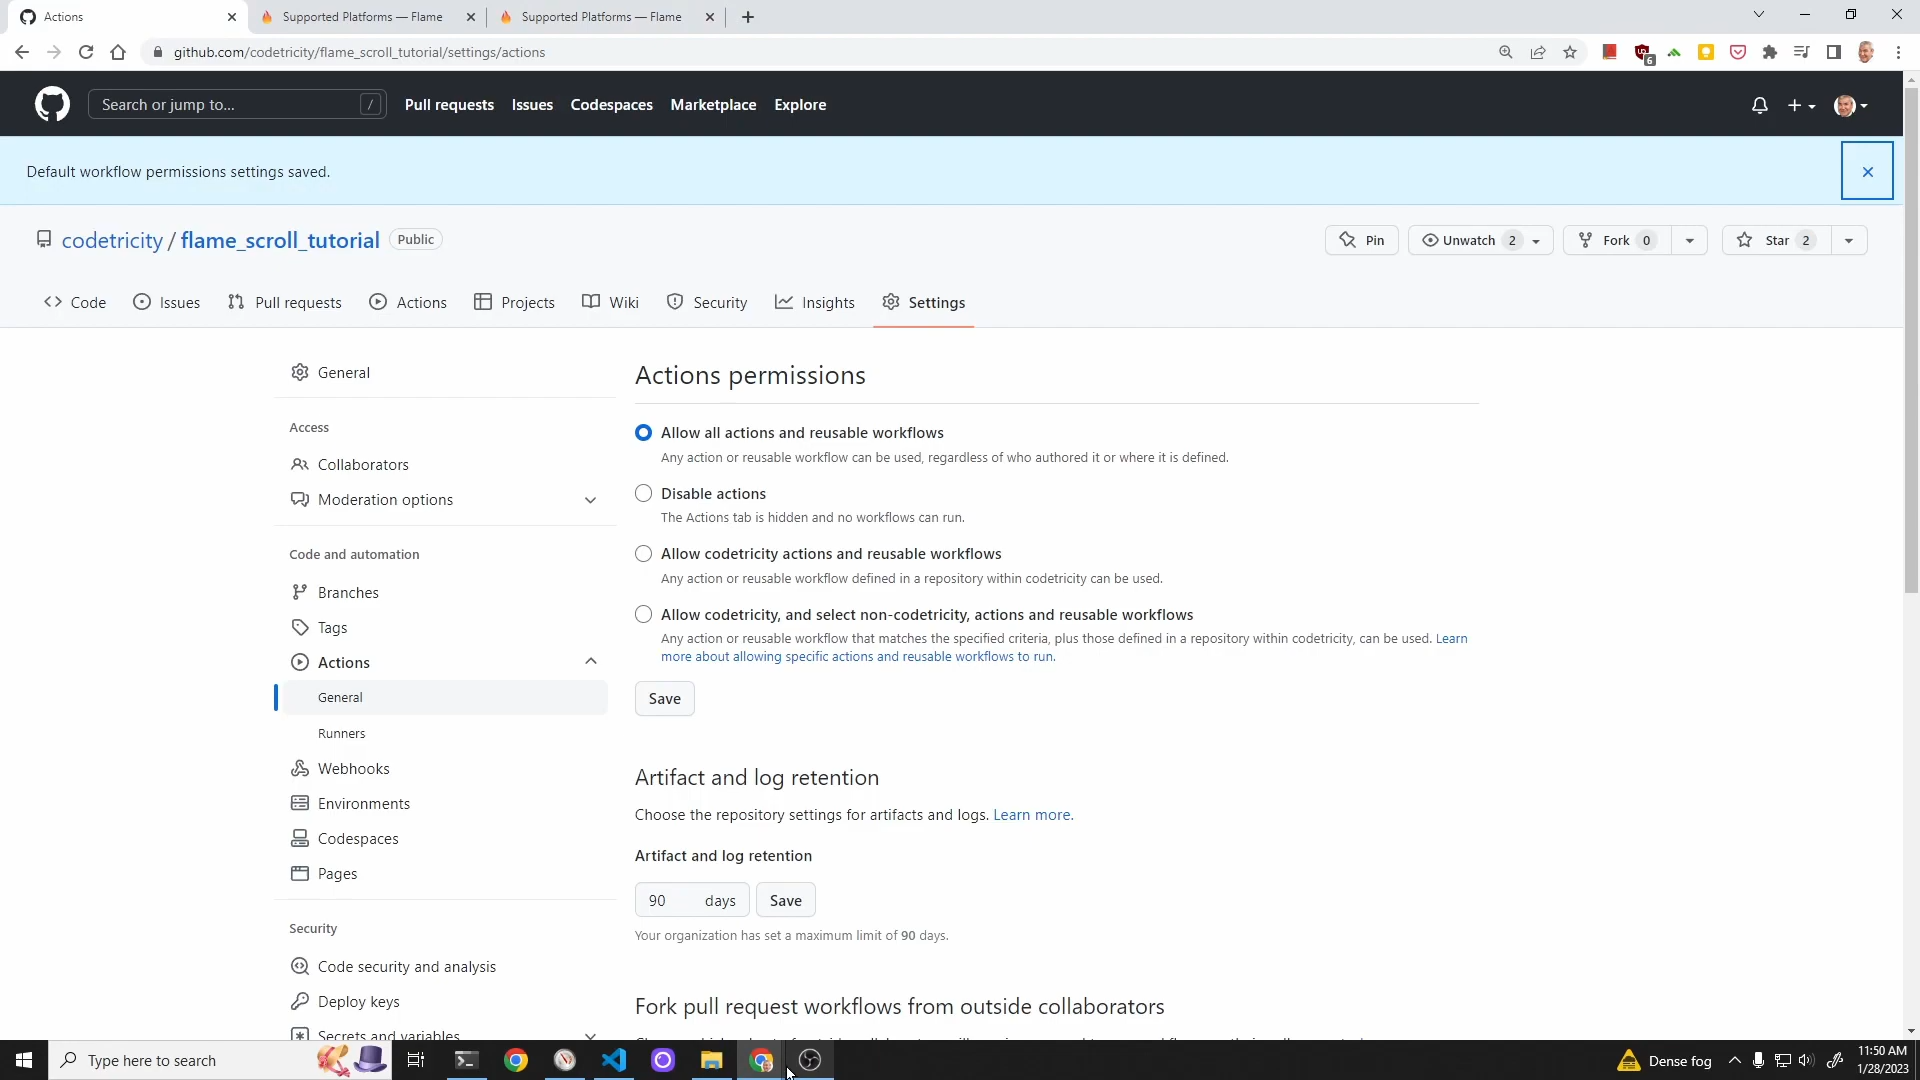 Actions
Supported Platforms — Flame
Supported Platforms — Flame
github.com/codetricity/flame_scroll_tutorial/settings/actions
6
Search or jump to...
/
Pull requests
Issues
Codespaces
Marketplace
Explore
Default workflow permissions settings saved.
codetricity / flame_scroll_tutorial
Public
Pin
Unwatch 2
Fork 0
Star 2
Code
Issues
Pull requests
Actions
Projects
Wiki
Security
Insights
Settings
General
Access
Collaborators
Moderation options
Code and automation
Branches
Tags
Actions
General
Runners
Webhooks
Environments
Codespaces
Pages
Security
Code security and analysis
Deploy keys
Secrets and variables
Actions permissions
Allow all actions and reusable workflows
Any action or reusable workflow can be used, regardless of who authored it or where it is defined.
Disable actions
The Actions tab is hidden and no workflows can run.
Allow codetricity actions and reusable workflows
Any action or reusable workflow defined in a repository within codetricity can be used.
Allow codetricity, and select non-codetricity, actions and reusable workflows
Any action or reusable workflow that matches the specified criteria, plus those defined in a repository within codetricity, can be used. Learn
more about allowing specific actions and reusable workflows to run.
Save
Artifact and log retention
Choose the repository settings for artifacts and logs. Learn more.
Artifact and log retention
90 days
Save
Your organization has set a maximum limit of 90 days.
Fork pull request workflows from outside collaborators
Type here to search
Dense fog
11:50 AM
1/28/2023